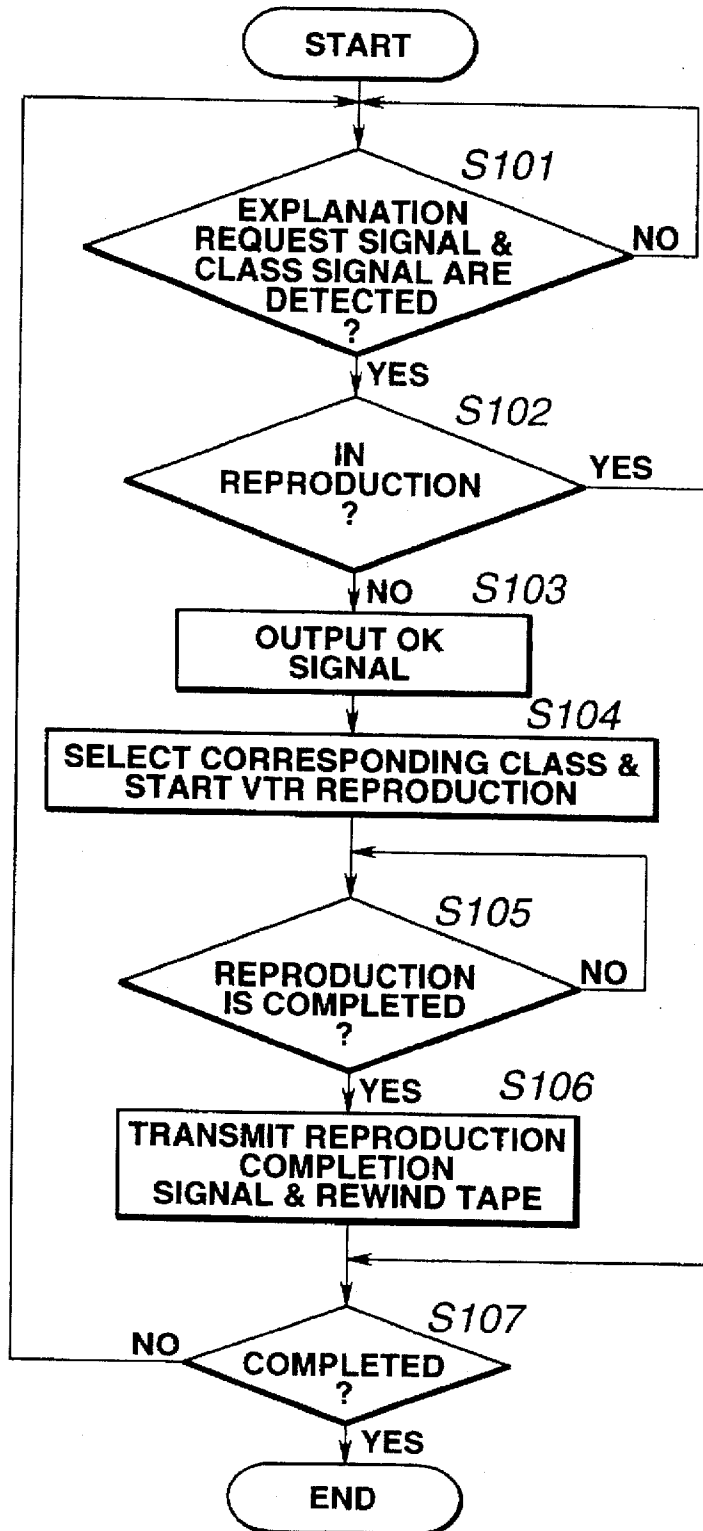 START
S101
EXPLANATION
REQUEST SIGNAL &
CLASS SIGNAL ARE
DETECTED
?
NO
YES
S102
IN
REPRODUCTION
?
YES
NO
S103
OUTPUT OK
SIGNAL
S104
SELECT CORRESPONDING CLASS &
START VTR REPRODUCTION
S105
REPRODUCTION
IS COMPLETED
?
NO
YES
S106
TRANSMIT REPRODUCTION
COMPLETION
SIGNAL & REWIND TAPE
S107
NO
COMPLETED
?
YES
END